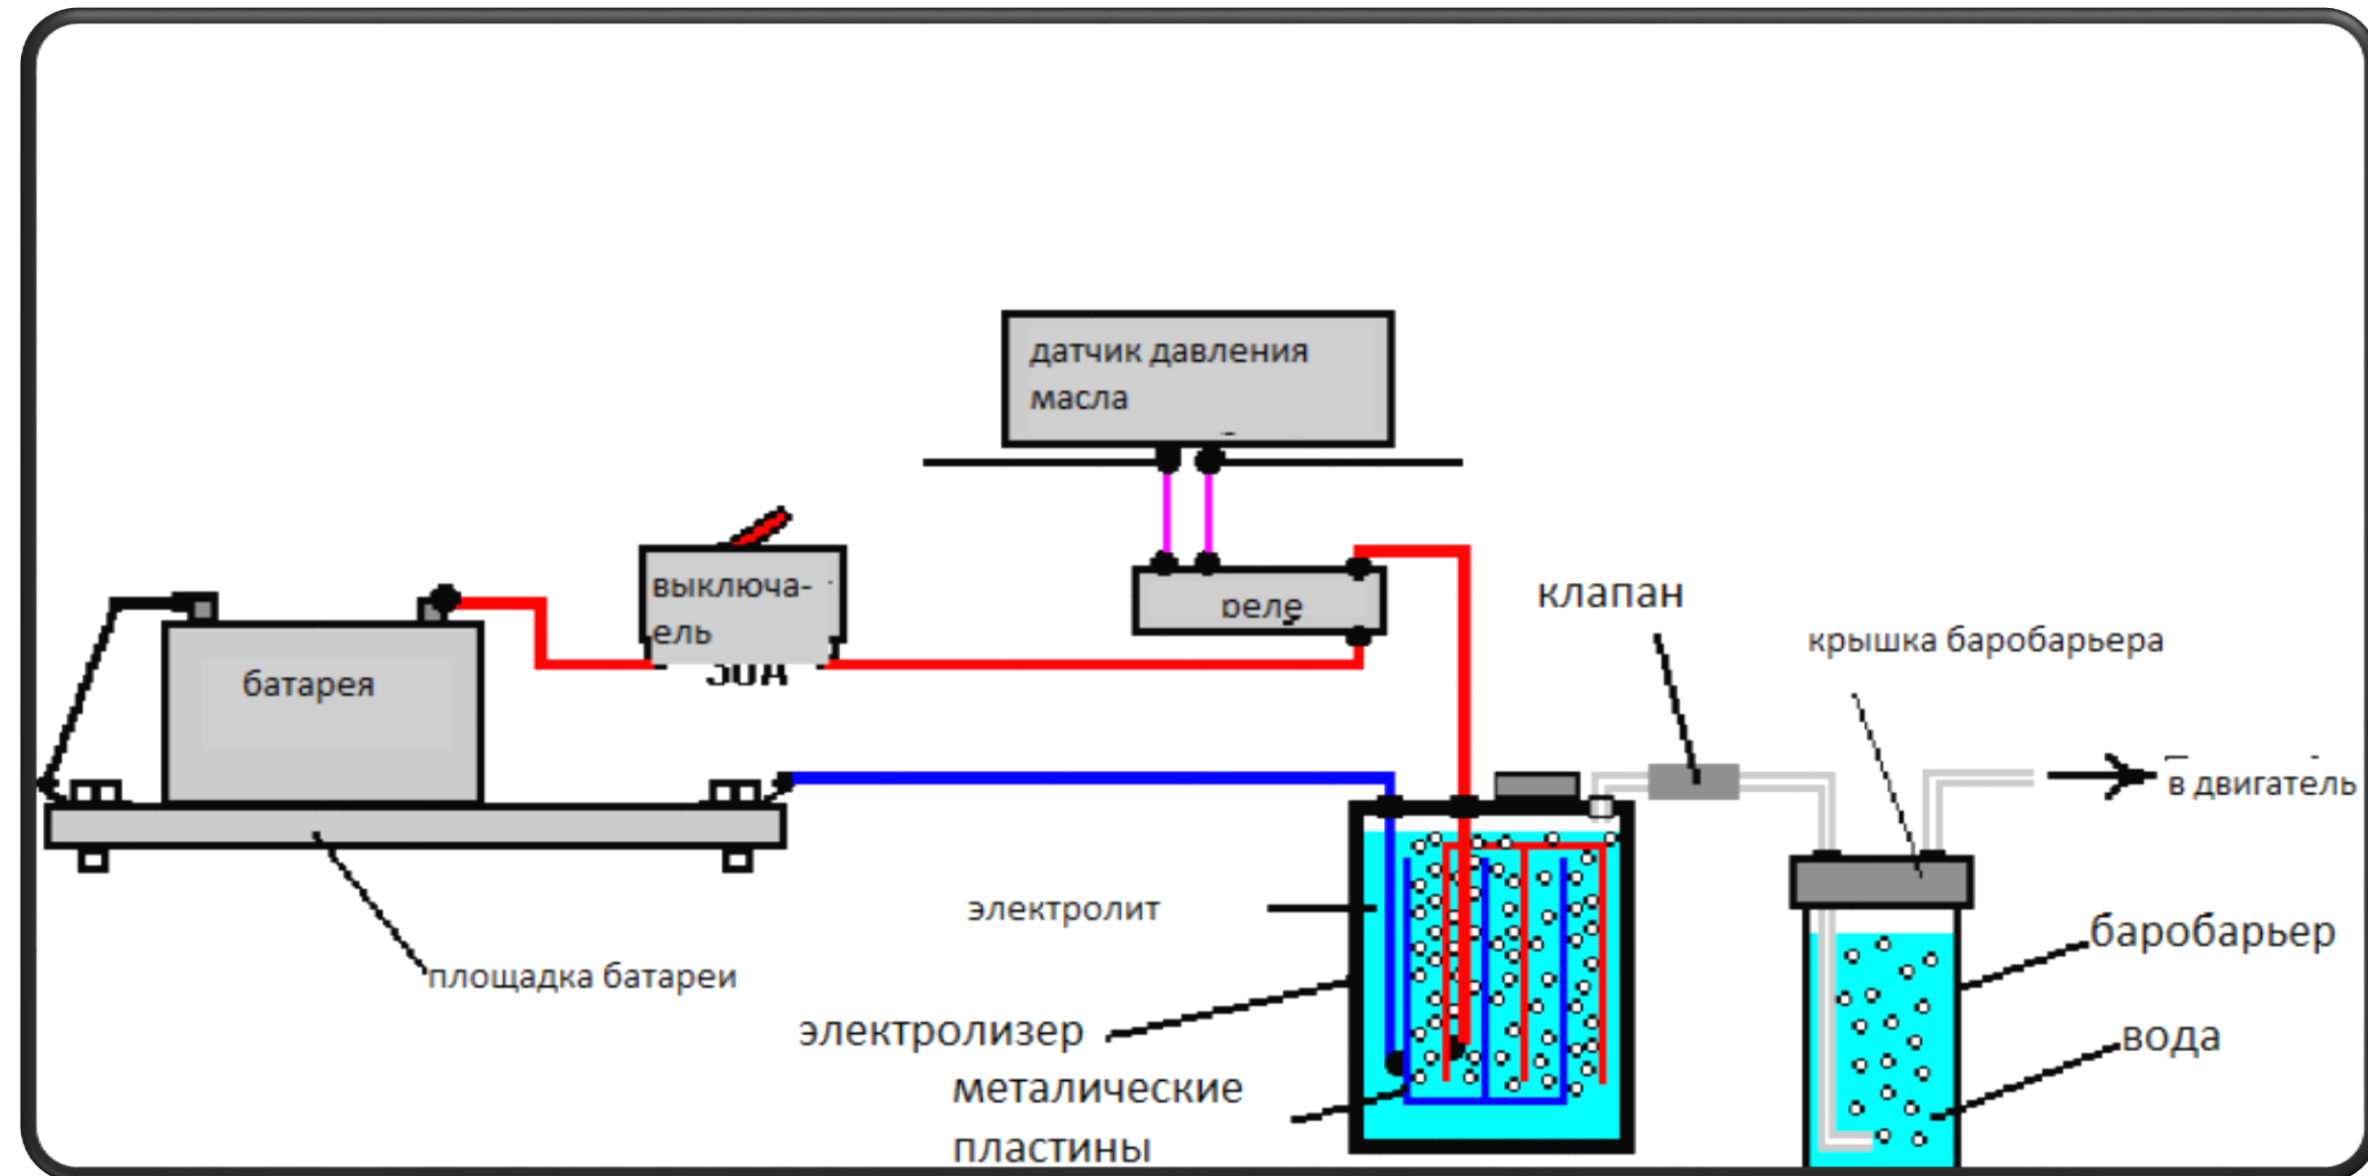 датчик давления
масла
выключа-
ель
реле
клапан
крышка баробарьера
батарея
в двигатель
электролит
баробарьер
площадка батареи
электролизер
вода
металические
пластины